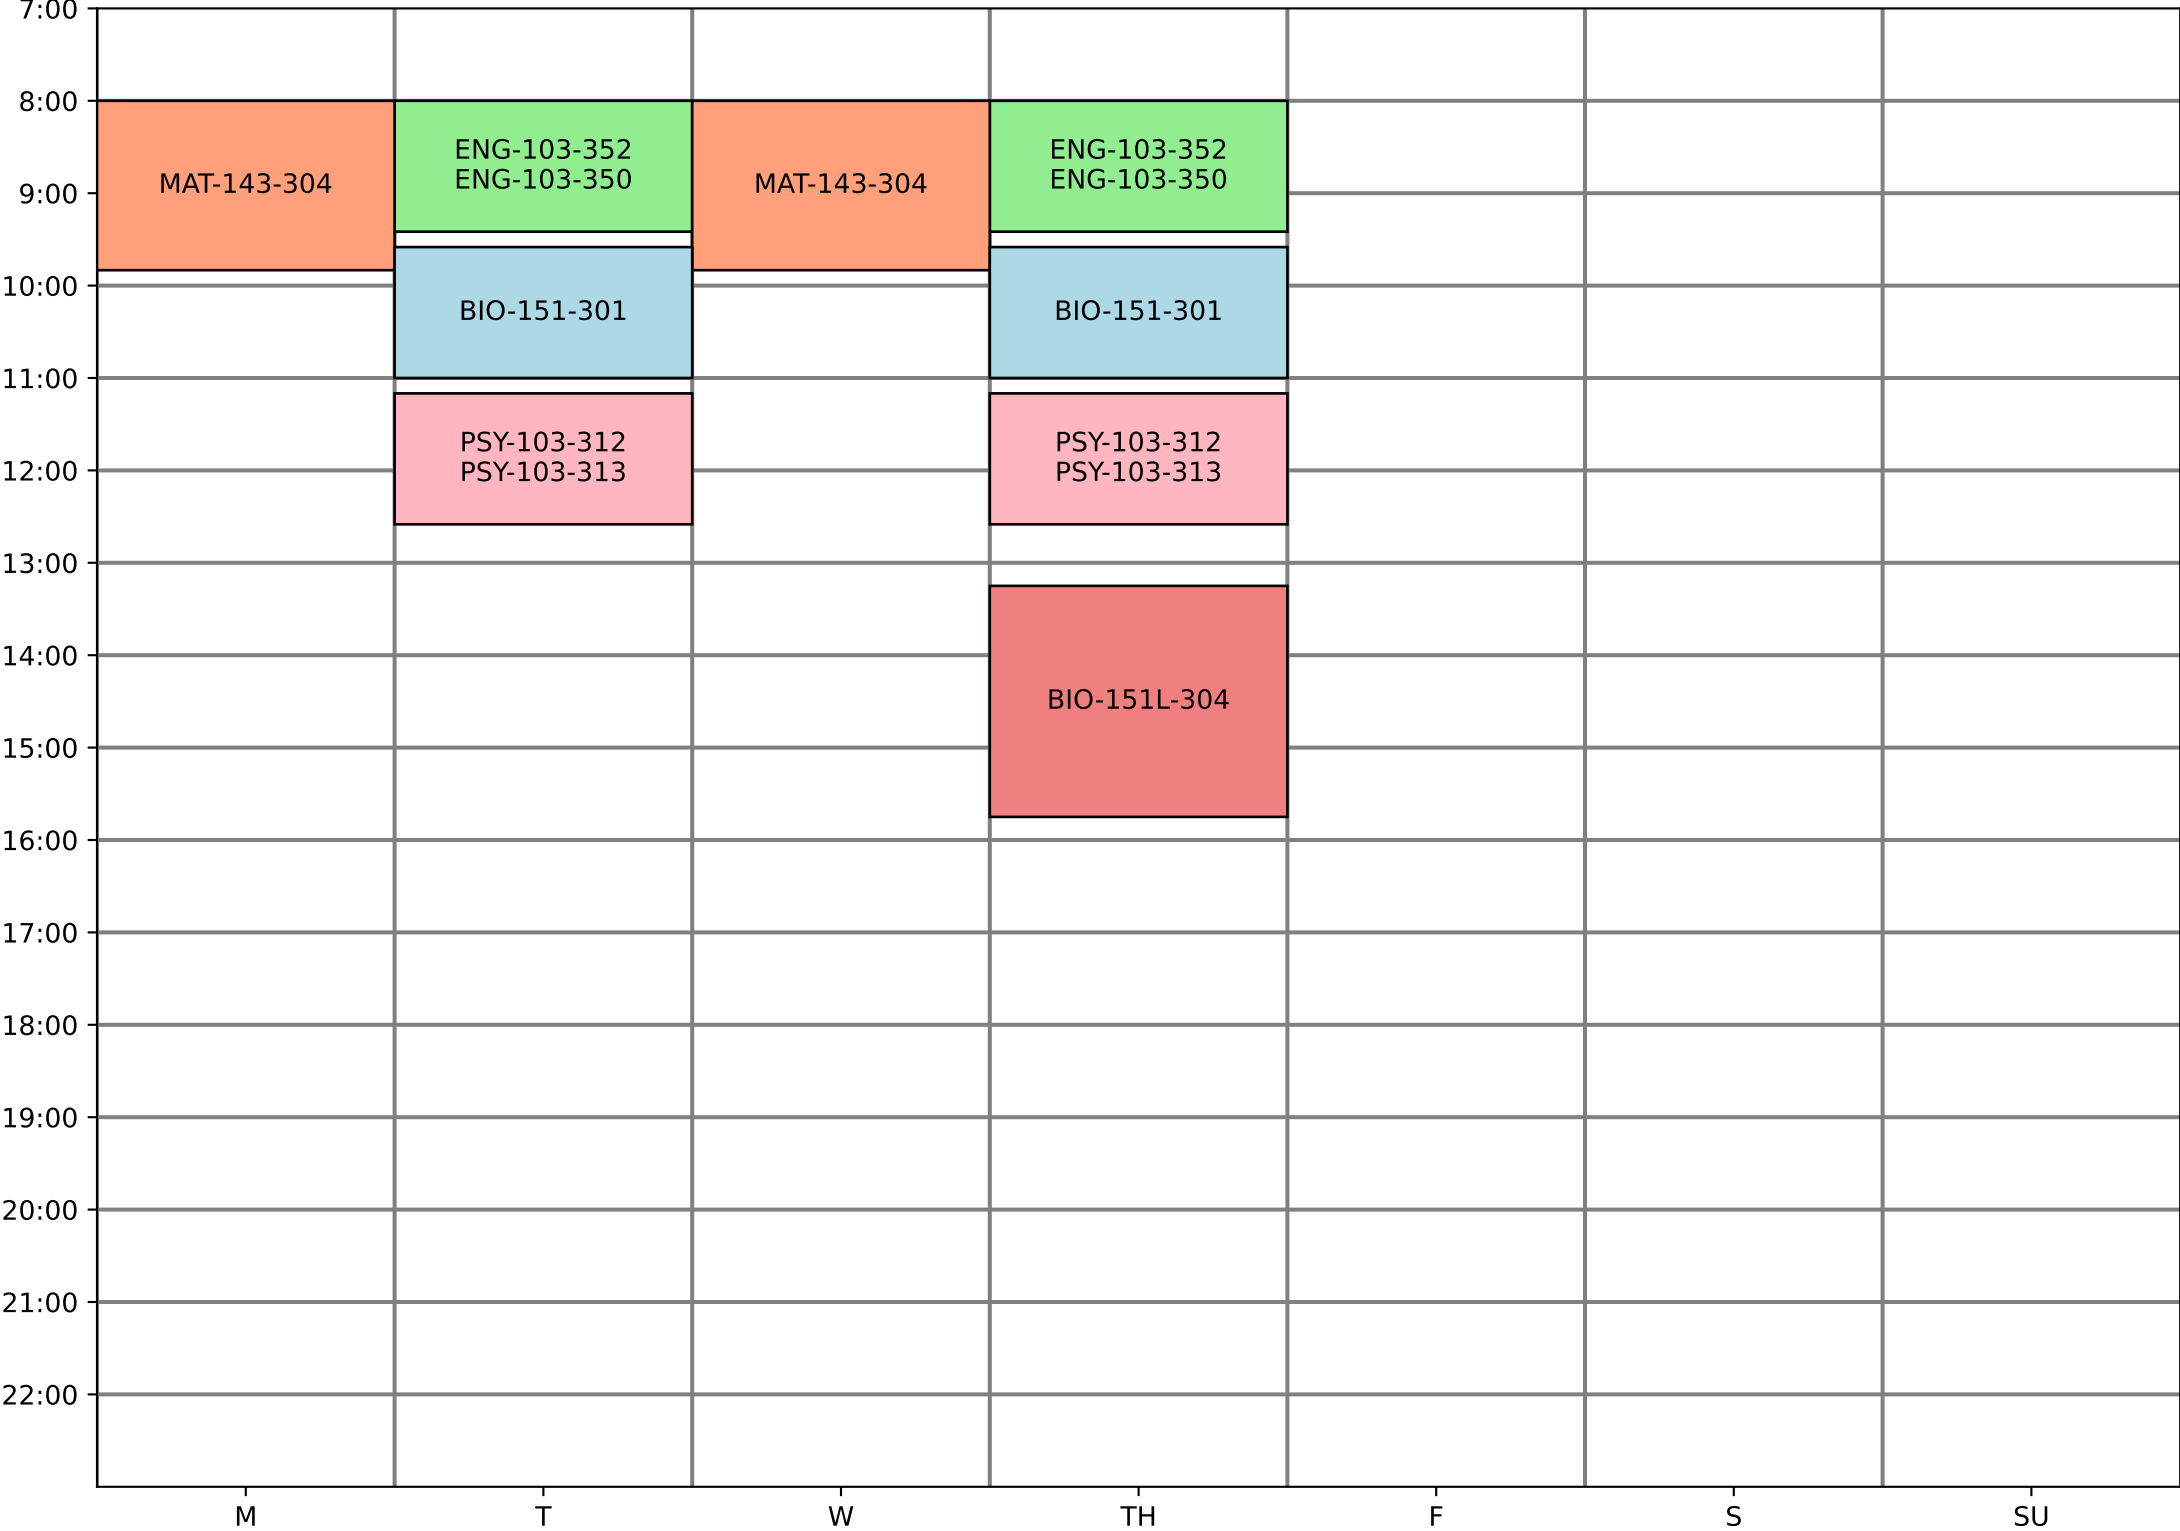 7:00
8:00
9:00
10:00
11:00
12:00
13:00
14:00
15:00
16:00
17:00
18:00
19:00
20:00
21:00
22:00
MAT-143-304
ENG-103-352
ENG-103-350
BIO-151-301
PSY-103-312
PSY-103-313
MAT-143-304
ENG-103-352
ENG-103-350
BIO-151-301
PSY-103-312
PSY-103-313
BIO-151L-304
M
T
W
TH
F
S
SU